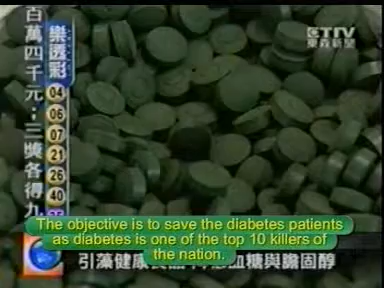 百萬四千元；三獎各得九
樂透彩
04
06
07
21
26
40
ETTV
東森新聞
The objective is to save the diabetes patients
as diabetes is one of the top 10 killers of
the nation.
引藻健康食品 血糖與膽固醇